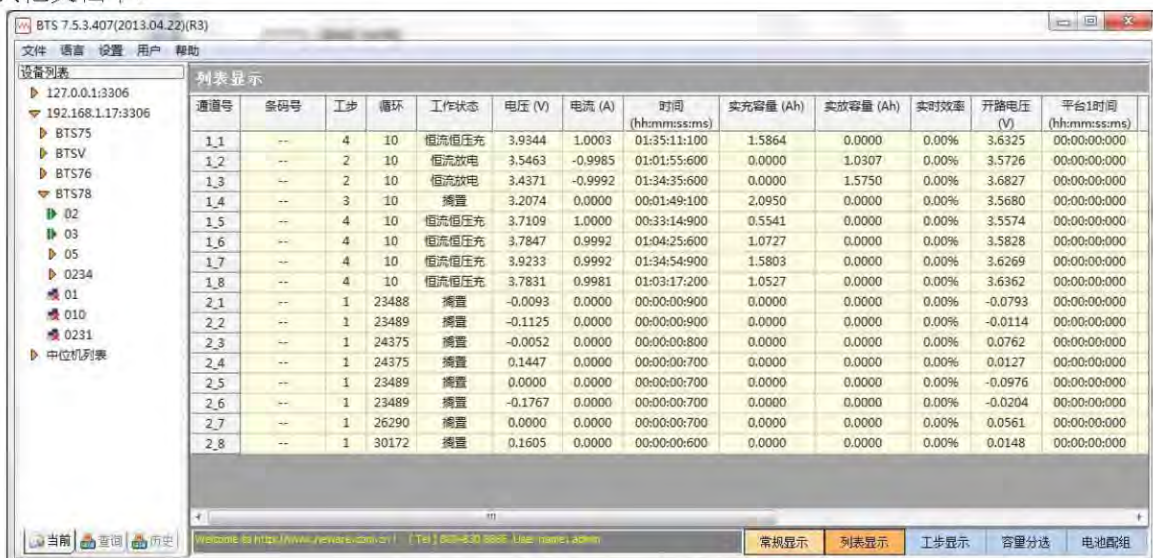 BTS 7.5.3.407(2013.04.22)(R3)
文件 语言 设置 用户 帮助
设备列表
127.0.0.1:3306
192.168.1.17:3306
BTS75
BTSV
BTS76
BTS78
02
03
05
0234
01
010
0231
中位机列表
列表显示
通道号 条码号 工步 循环 工作状态 电压 (V) 电流 (A) 时间 (hh:mm:ss:ms) 实充容量 (Ah) 实放容量 (Ah) 实时效率 开路电压 (V) 平台1时间 (hh:mm:ss:ms)
1_1 -- 4 10 恒流恒压充 3.9344 1.0003 01:35:11:100 1.5864 0.0000 0.00% 3.6325 00:00:00:000
1_2 -- 2 10 恒流放电 3.5463 -0.9985 01:01:55:600 0.0000 1.0307 0.00% 3.5726 00:00:00:000
1_3 -- 2 10 恒流放电 3.4371 -0.9992 01:34:35:600 0.0000 1.5750 0.00% 3.6827 00:00:00:000
1_4 -- 3 10 搁置 3.2074 0.0000 00:01:49:100 2.0950 0.0000 0.00% 3.5680 00:00:00:000
1_5 -- 4 10 恒流恒压充 3.7109 1.0000 00:33:14:900 0.5541 0.0000 0.00% 3.5574 00:00:00:000
1_6 -- 4 10 恒流恒压充 3.7847 0.9992 01:04:25:600 1.0727 0.0000 0.00% 3.5828 00:00:00:000
1_7 -- 4 10 恒流恒压充 3.9233 0.9992 01:34:54:900 1.5803 0.0000 0.00% 3.6269 00:00:00:000
1_8 -- 4 10 恒流恒压充 3.7831 0.9981 01:03:17:200 1.0527 0.0000 0.00% 3.6362 00:00:00:000
2_1 -- 1 23488 搁置 -0.0093 0.0000 00:00:00:900 0.0000 0.0000 0.00% -0.0793 00:00:00:000
2_2 -- 1 23489 搁置 -0.1125 0.0000 00:00:00:900 0.0000 0.0000 0.00% -0.0114 00:00:00:000
2_3 -- 1 24375 搁置 -0.0052 0.0000 00:00:00:800 0.0000 0.0000 0.00% 0.0762 00:00:00:000
2_4 -- 1 24375 搁置 0.1447 0.0000 00:00:00:700 0.0000 0.0000 0.00% 0.0127 00:00:00:000
2_5 -- 1 23489 搁置 0.0000 0.0000 00:00:00:700 0.0000 0.0000 0.00% -0.0976 00:00:00:000
2_6 -- 1 23489 搁置 -0.1767 0.0000 00:00:00:700 0.0000 0.0000 0.00% -0.0204 00:00:00:000
2_7 -- 1 26290 搁置 0.0000 0.0000 00:00:00:700 0.0000 0.0000 0.00% 0.0561 00:00:00:000
2_8 -- 1 30172 搁置 0.1605 0.0000 00:00:00:600 0.0000 0.0000 0.00% 0.0148 00:00:00:000
当前 查询 历史
Welcome to
常规显示 列表显示 工步显示 容量分选 电池配组